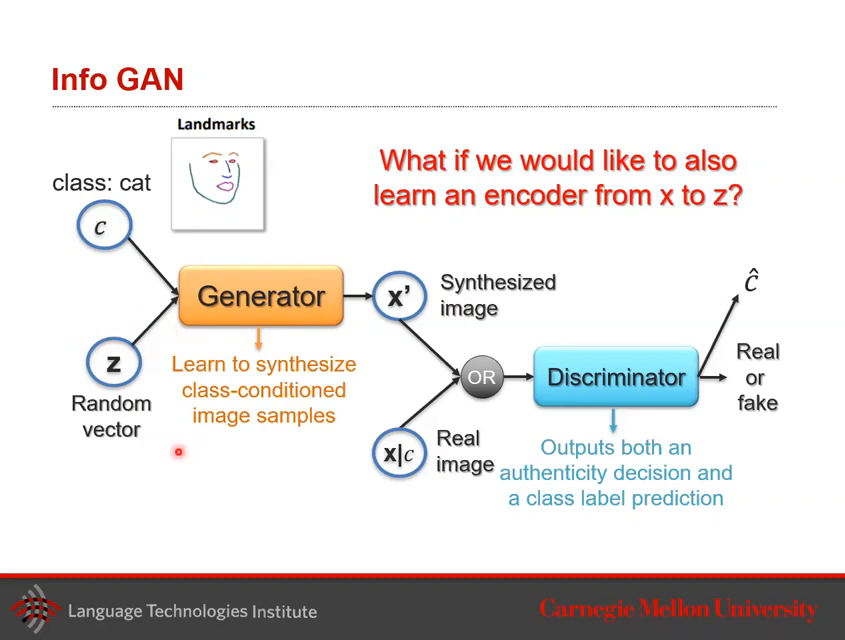 Info GAN
Landmarks
What if we would like to also
learn an encoder from x to z?
class: cat
c
Generator
x’
Synthesized
image
ĉ
z
Random
vector
Learn to synthesize
class-conditioned
image samples
OR
Discriminator
Real
or
fake
x|c
Real
image
Outputs both an
authenticity decision and
a class label prediction
Language Technologies Institute
Carnegie Mellon University